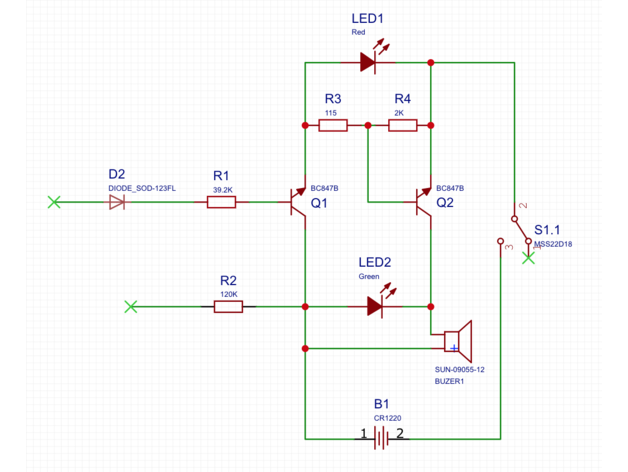 LED1
Red
R3
115
R4
2K
D2
DIODE_SOD-123FL
R1
39.2K
BC847B
Q1
BC847B
Q2
2
S1.1
MSS22D18
3
LED2
Green
R2
120K
SUN-09055-12
BUZER1
B1
CR1220
1
2